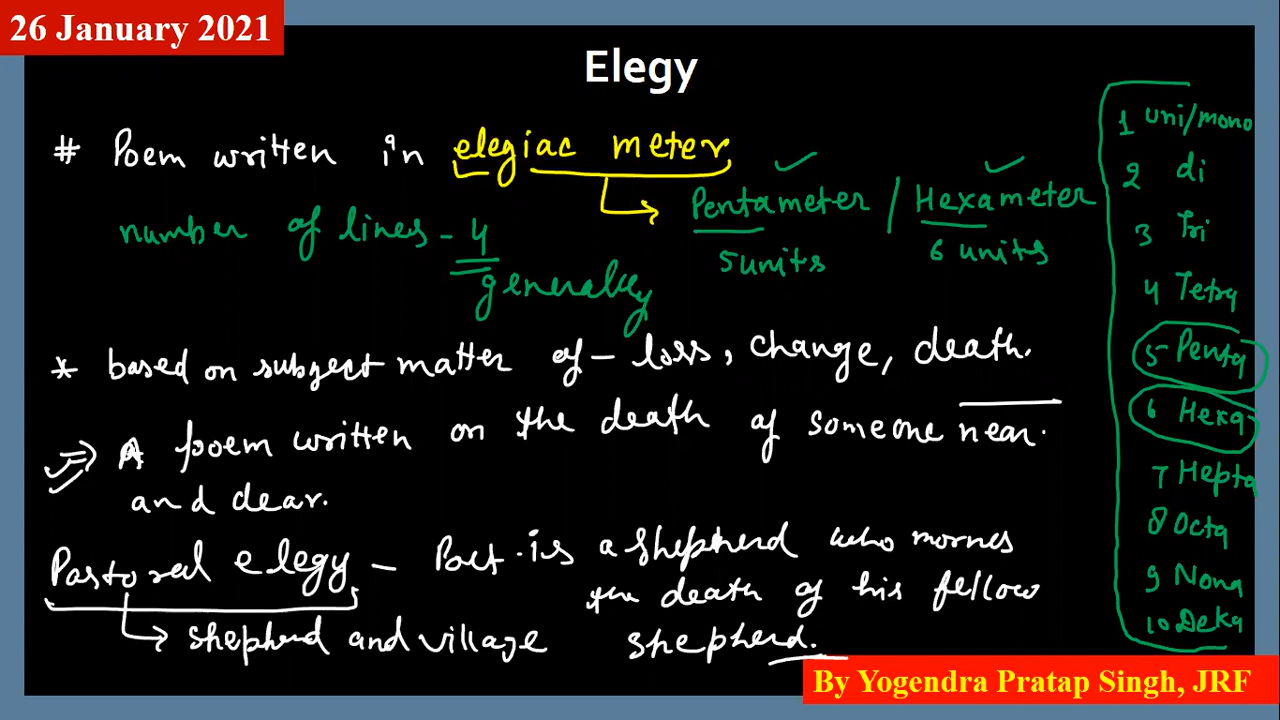 26 January 2021
Elegy
# Poem written in elegiac meter
Pentameter / Hexameter
5 units
6 units
number of lines - 4
generalley
* based on subject matter of - loss, change, death.
⇒ A poem written on the death of someone near.
and dear.
Pastoral elegy - Poet is a shepherd who mornes
the death of his fellow
shepherd.
shepherd and village
1 uni/mono
2 di
3 Tri
4 Tetra
5 Penta
6 Hexa
7 Hepta
8 Octa
9 Nona
10 Deka
By Yogendra Pratap Singh, JRF